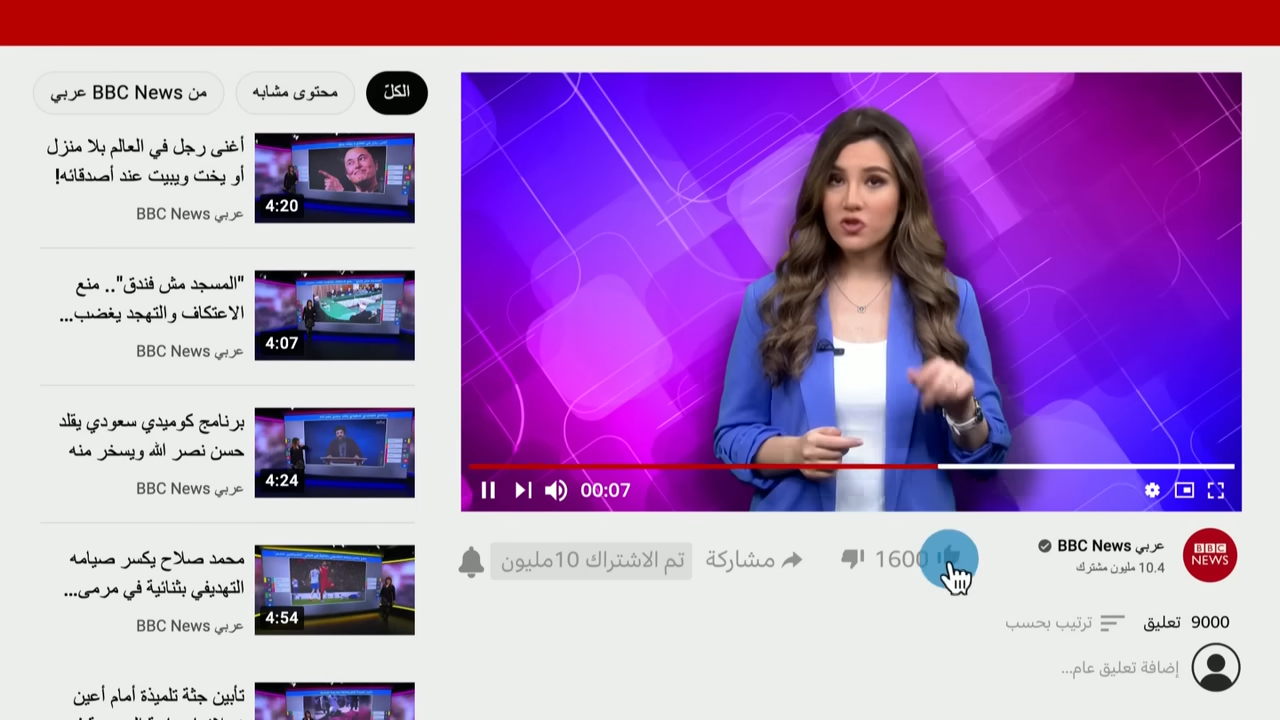 الكلّ
محتوى مشابه
من BBC News عربي
أغنى رجل في العالم بلا منزل
أو يخت ويبيت عند أصدقائه!
عربي BBC News
4:20
"المسجد مش فندق".. منع
الاعتكاف والتهجد يغضب...
عربي BBC News
4:07
برنامج كوميدي سعودي يقلد
حسن نصر الله ويسخر منه
عربي BBC News
4:24
محمد صلاح يكسر صيامه
التهديفي بثنائية في مرمى...
عربي BBC News
4:54
تأبين جثة تلميذة أمام أعين
00:07
BBC
NEWS
عربي BBC News
10.4 مليون مشترك
1600
مشاركة
تم الاشتراك 10مليون
9000 تعليق
ترتيب بحسب
إضافة تعليق عام...